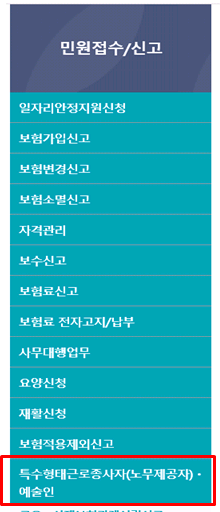 민원접수/신고
일자리안정지원신청
보험가입신고
보험변경신고
보험소멸신고
자격관리
보수신고
보험료신고
보험료 전자고지/납부
사무대행업무
요양신청
재활신청
보험적용제외신고
특수형태근로종사자(노무제공자)·
예술인